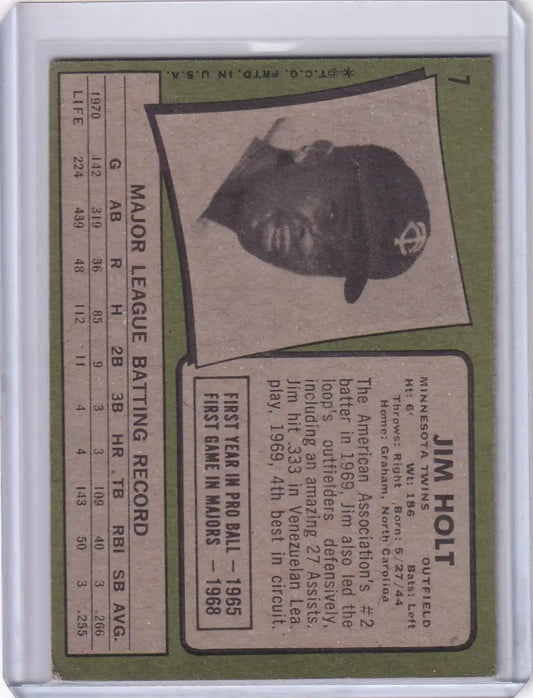 7
JIM HOLT
MINNESOTA TWINS OUTFIELD
Ht: 6' Wt: 186 Bats: Left
Throws: Right Born: 5/27/44
Home: Graham, North Carolina
The American Association's #2
batter in 1969, Jim also led the
loop's outfielders defensively,
including an amazing 27 Assists.
Jim hit .333 in Venezuelan Lea.
play, 1969, 4th best in circuit.
FIRST YEAR IN PRO BALL — 1965
FIRST GAME IN MAJORS — 1968
TC
*©T.C.G. PRTD. IN U.S.A.
MAJOR LEAGUE BATTING RECORD
G AB R H 2B 3B HR TB RBI SB AVG.
1970 142 319 36 85 9 3 3 109 40 3 .266
LIFE 224 439 48 112 11 4 4 143 50 3 .255